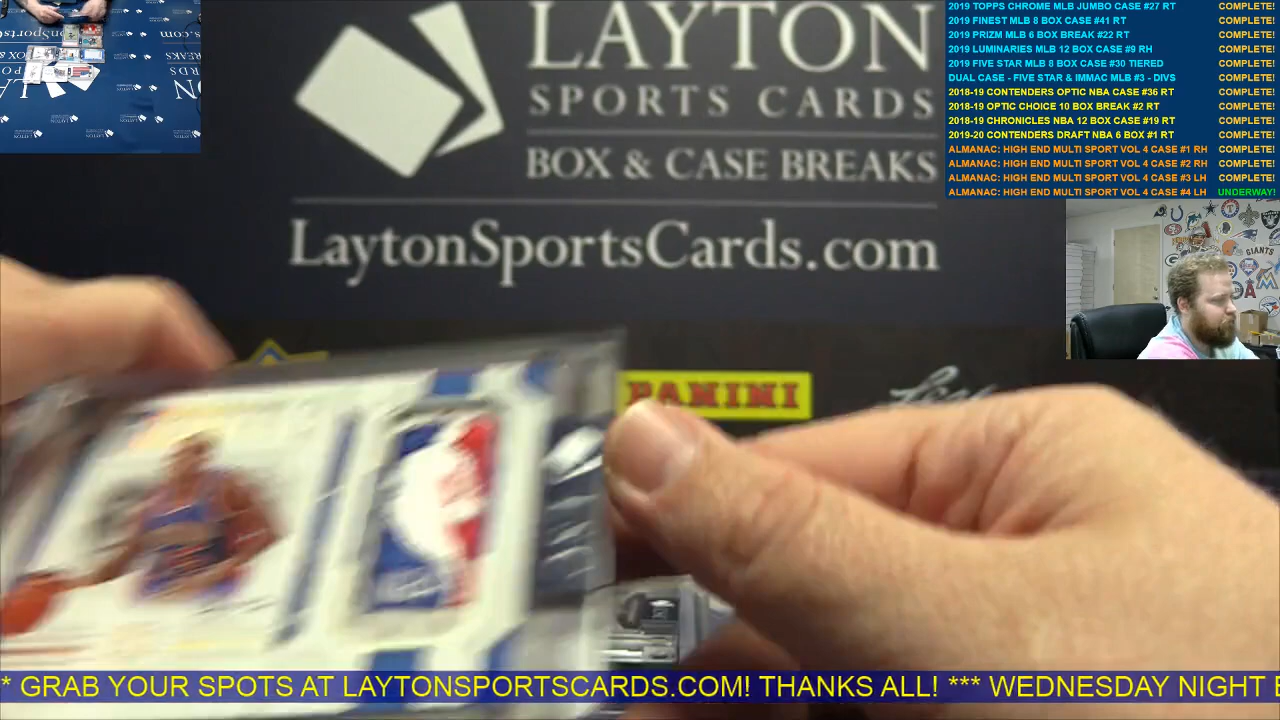 LAYTON
SPORTS CARDS
BOX & CASE BREAKS
LaytonSportsCards.com
2019 TOPPS CHROME MLB JUMBO CASE #27 RT COMPLETE!
2019 FINEST MLB 8 BOX CASE #41 RT COMPLETE!
2019 PRIZM MLB 6 BOX BREAK #22 RT COMPLETE!
2019 LUMINARIES MLB 12 BOX CASE #9 RH COMPLETE!
2019 FIVE STAR MLB 8 BOX CASE #30 TIERED COMPLETE!
DUAL CASE - FIVE STAR & IMMAC MLB #3 - DIVS COMPLETE!
2018-19 CONTENDERS OPTIC NBA CASE #36 RT COMPLETE!
2018-19 OPTIC CHOICE 10 BOX BREAK #2 RT COMPLETE!
2018-19 CHRONICLES NBA 12 BOX CASE #19 RT COMPLETE!
2019-20 CONTENDERS DRAFT NBA 6 BOX #1 RT COMPLETE!
ALMANAC: HIGH END MULTI SPORT VOL 4 CASE #1 RH COMPLETE!
ALMANAC: HIGH END MULTI SPORT VOL 4 CASE #2 RH COMPLETE!
ALMANAC: HIGH END MULTI SPORT VOL 4 CASE #3 LH COMPLETE!
ALMANAC: HIGH END MULTI SPORT VOL 4 CASE #4 LH UNDERWAY!
GIANTS
PANINI
Leaf
* GRAB YOUR SPOTS AT LAYTONSPORTSCARDS.COM! THANKS ALL! *** WEDNESDAY NIGHT